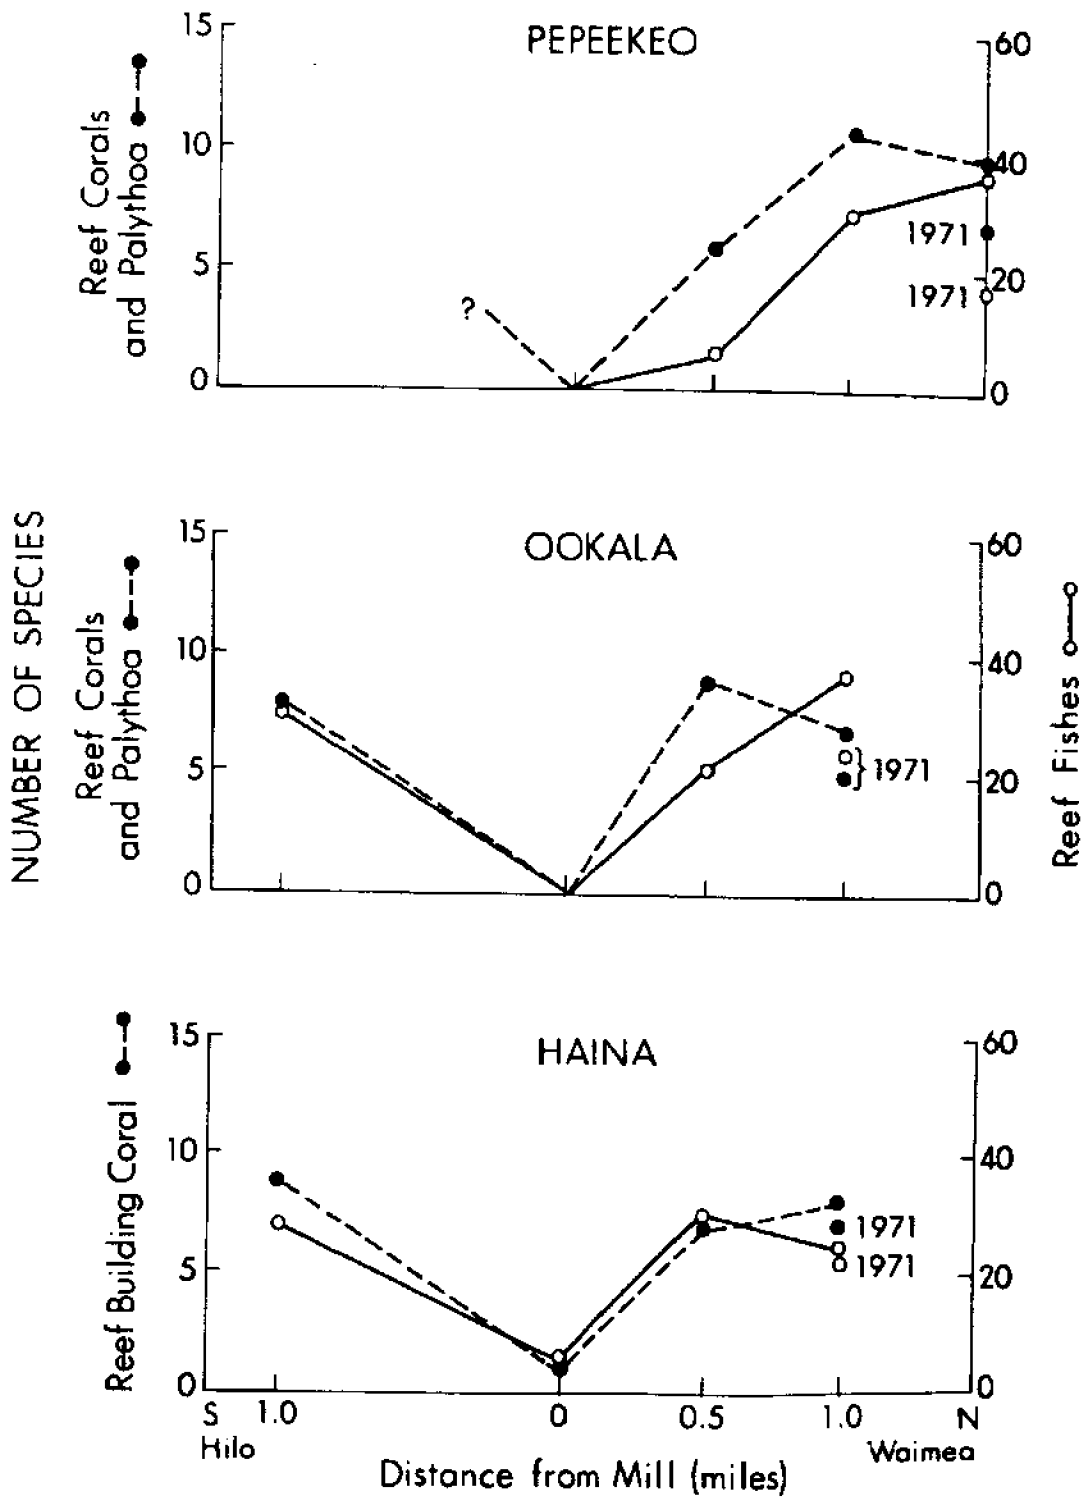 PEPEEKEO
15
10
5
0
Reef Corals
and Palythoa
60
40
20
0
1971
1971
?
NUMBER OF SPECIES
OOKALA
15
10
5
0
Reef Corals
and Palythoa
60
40
20
0
1971
Reef Fishes
HAINA
15
10
5
0
Reef Building Coral
60
40
20
0
1971
1971
S 1.0 0 0.5 1.0 N
Hilo Waimea
Distance from Mill (miles)